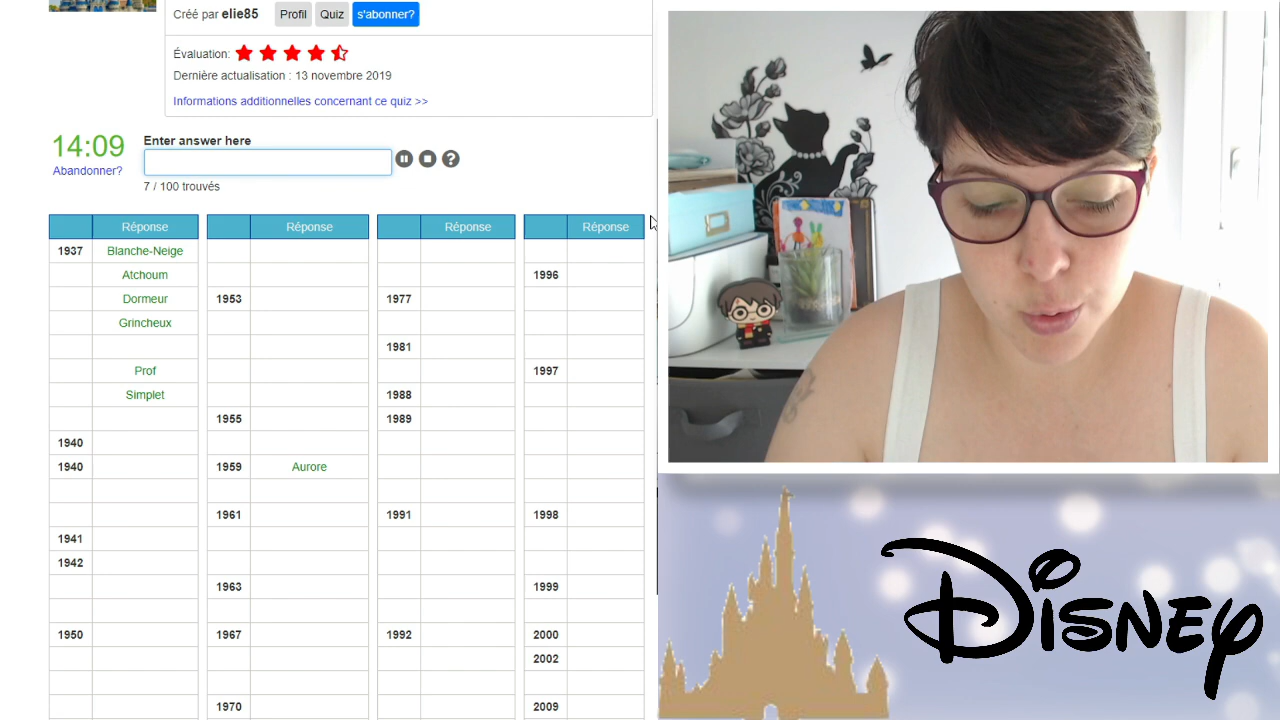 Créé par elie85 Profil Quiz s'abonner?
Évaluation:
Dernière actualisation : 13 novembre 2019
Informations additionnelles concernant ce quiz >>
14:09
Abandonner?
Enter answer here
7 / 100 trouvés
Réponse Réponse Réponse Réponse
1937 Blanche-Neige
Atchoum 1996
Dormeur 1953 1977
Grincheux
1981
Prof 1997
Simplet 1988
1955 1989
1940
1940 1959 Aurore
1961 1991 1998
1941
1942
1963 1999
1950 1967 1992 2000
2002
1970 2009
Disney